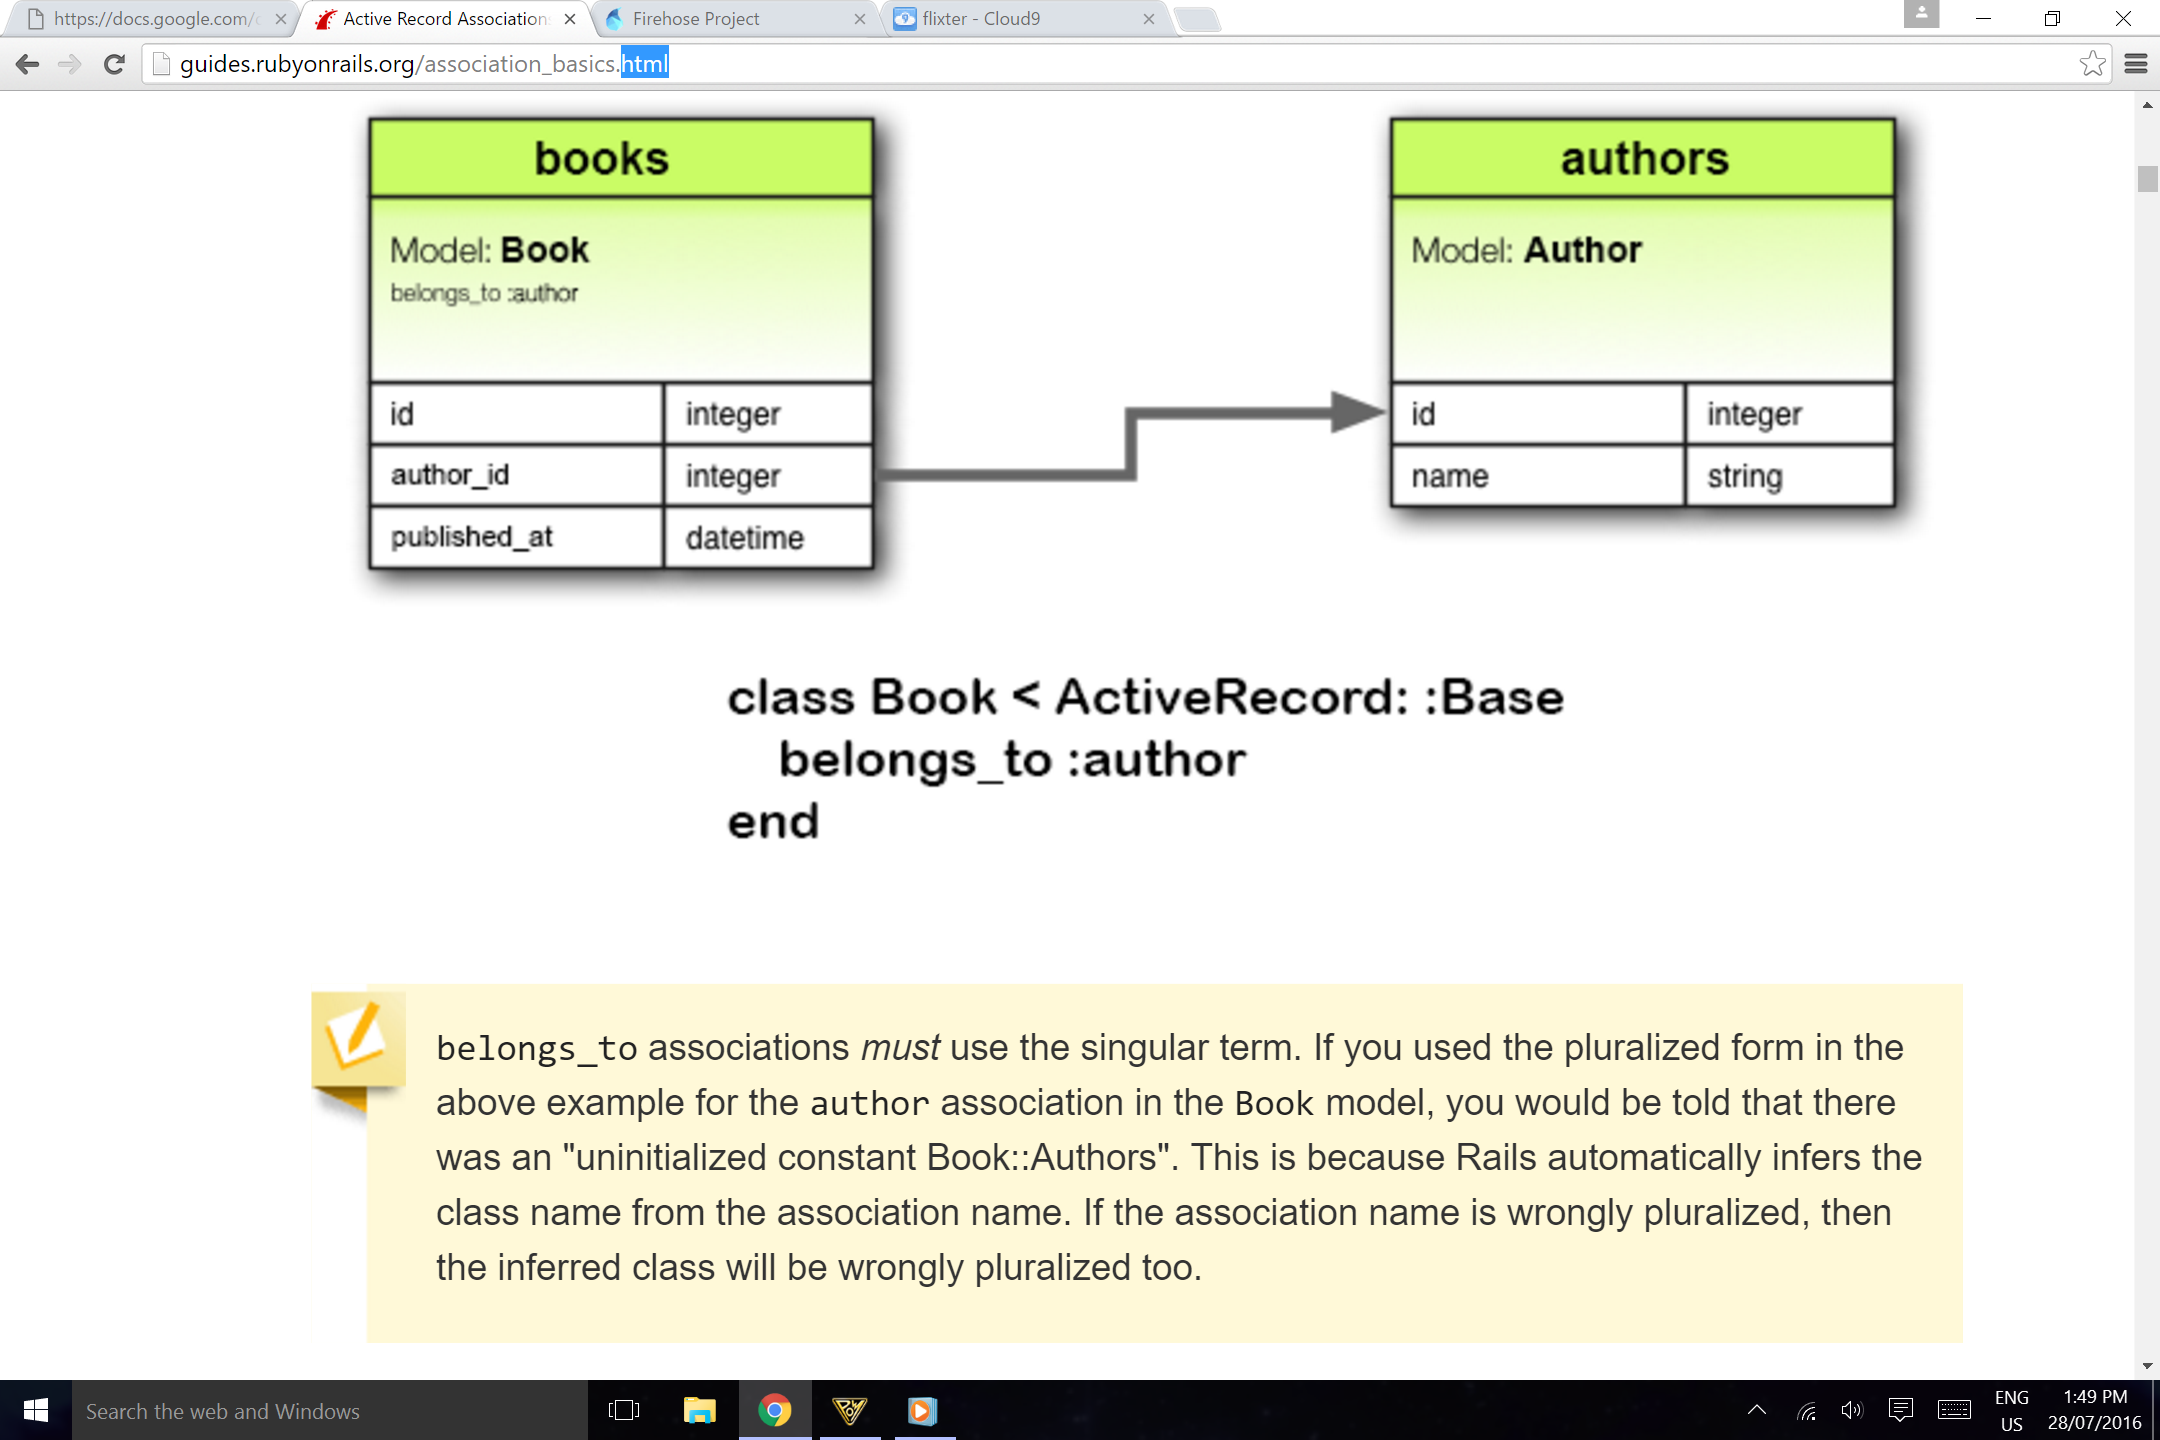 https://docs.google.com/
Active Record Association
Firehose Project
flixter - Cloud9
guides.rubyonrails.org/association_basics.html
books
Model: Book
belongs_to :author
id integer
author_id integer
published_at datetime
authors
Model: Author
id integer
name string
class Book < ActiveRecord: :Base
belongs_to :author
end
belongs_to associations must use the singular term. If you used the pluralized form in the
above example for the author association in the Book model, you would be told that there
was an "uninitialized constant Book::Authors". This is because Rails automatically infers the
class name from the association name. If the association name is wrongly pluralized, then
the inferred class will be wrongly pluralized too.
Search the web and Windows
ENG
US
1:49 PM
28/07/2016